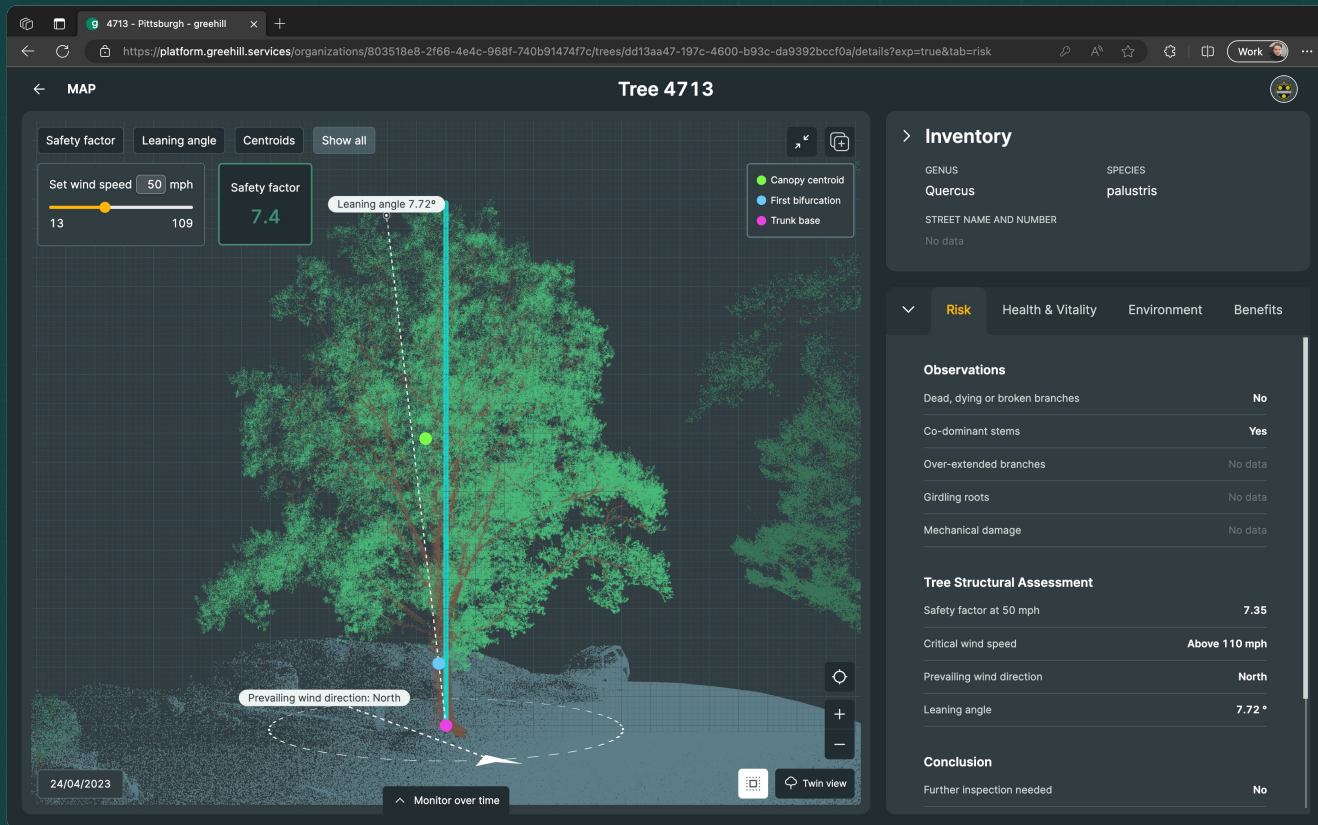 4713 - Pittsburgh - greehill
https://platform.greehill.services/organizations/803518e8-2f66-4e4c-968f-740b91474f7c/trees/dd13aa47-197c-4600-b93c-da9392bccf0a/details?exp=true&tab=risk
Work
MAP
Tree 4713
Safety factor
Leaning angle
Centroids
Show all
Set wind speed 50 mph
13 109
Safety factor
7.4
Leaning angle 7.72°
Canopy centroid
First bifurcation
Trunk base
Prevailing wind direction: North
24/04/2023
Monitor over time
Twin view
Inventory
GENUS SPECIES
Quercus palustris
STREET NAME AND NUMBER
No data
Risk Health & Vitality Environment Benefits
Observations
Dead, dying or broken branches No
Co-dominant stems Yes
Over-extended branches No data
Girdling roots No data
Mechanical damage No data
Tree Structural Assessment
Safety factor at 50 mph 7.35
Critical wind speed Above 110 mph
Prevailing wind direction North
Leaning angle 7.72 °
Conclusion
Further inspection needed No